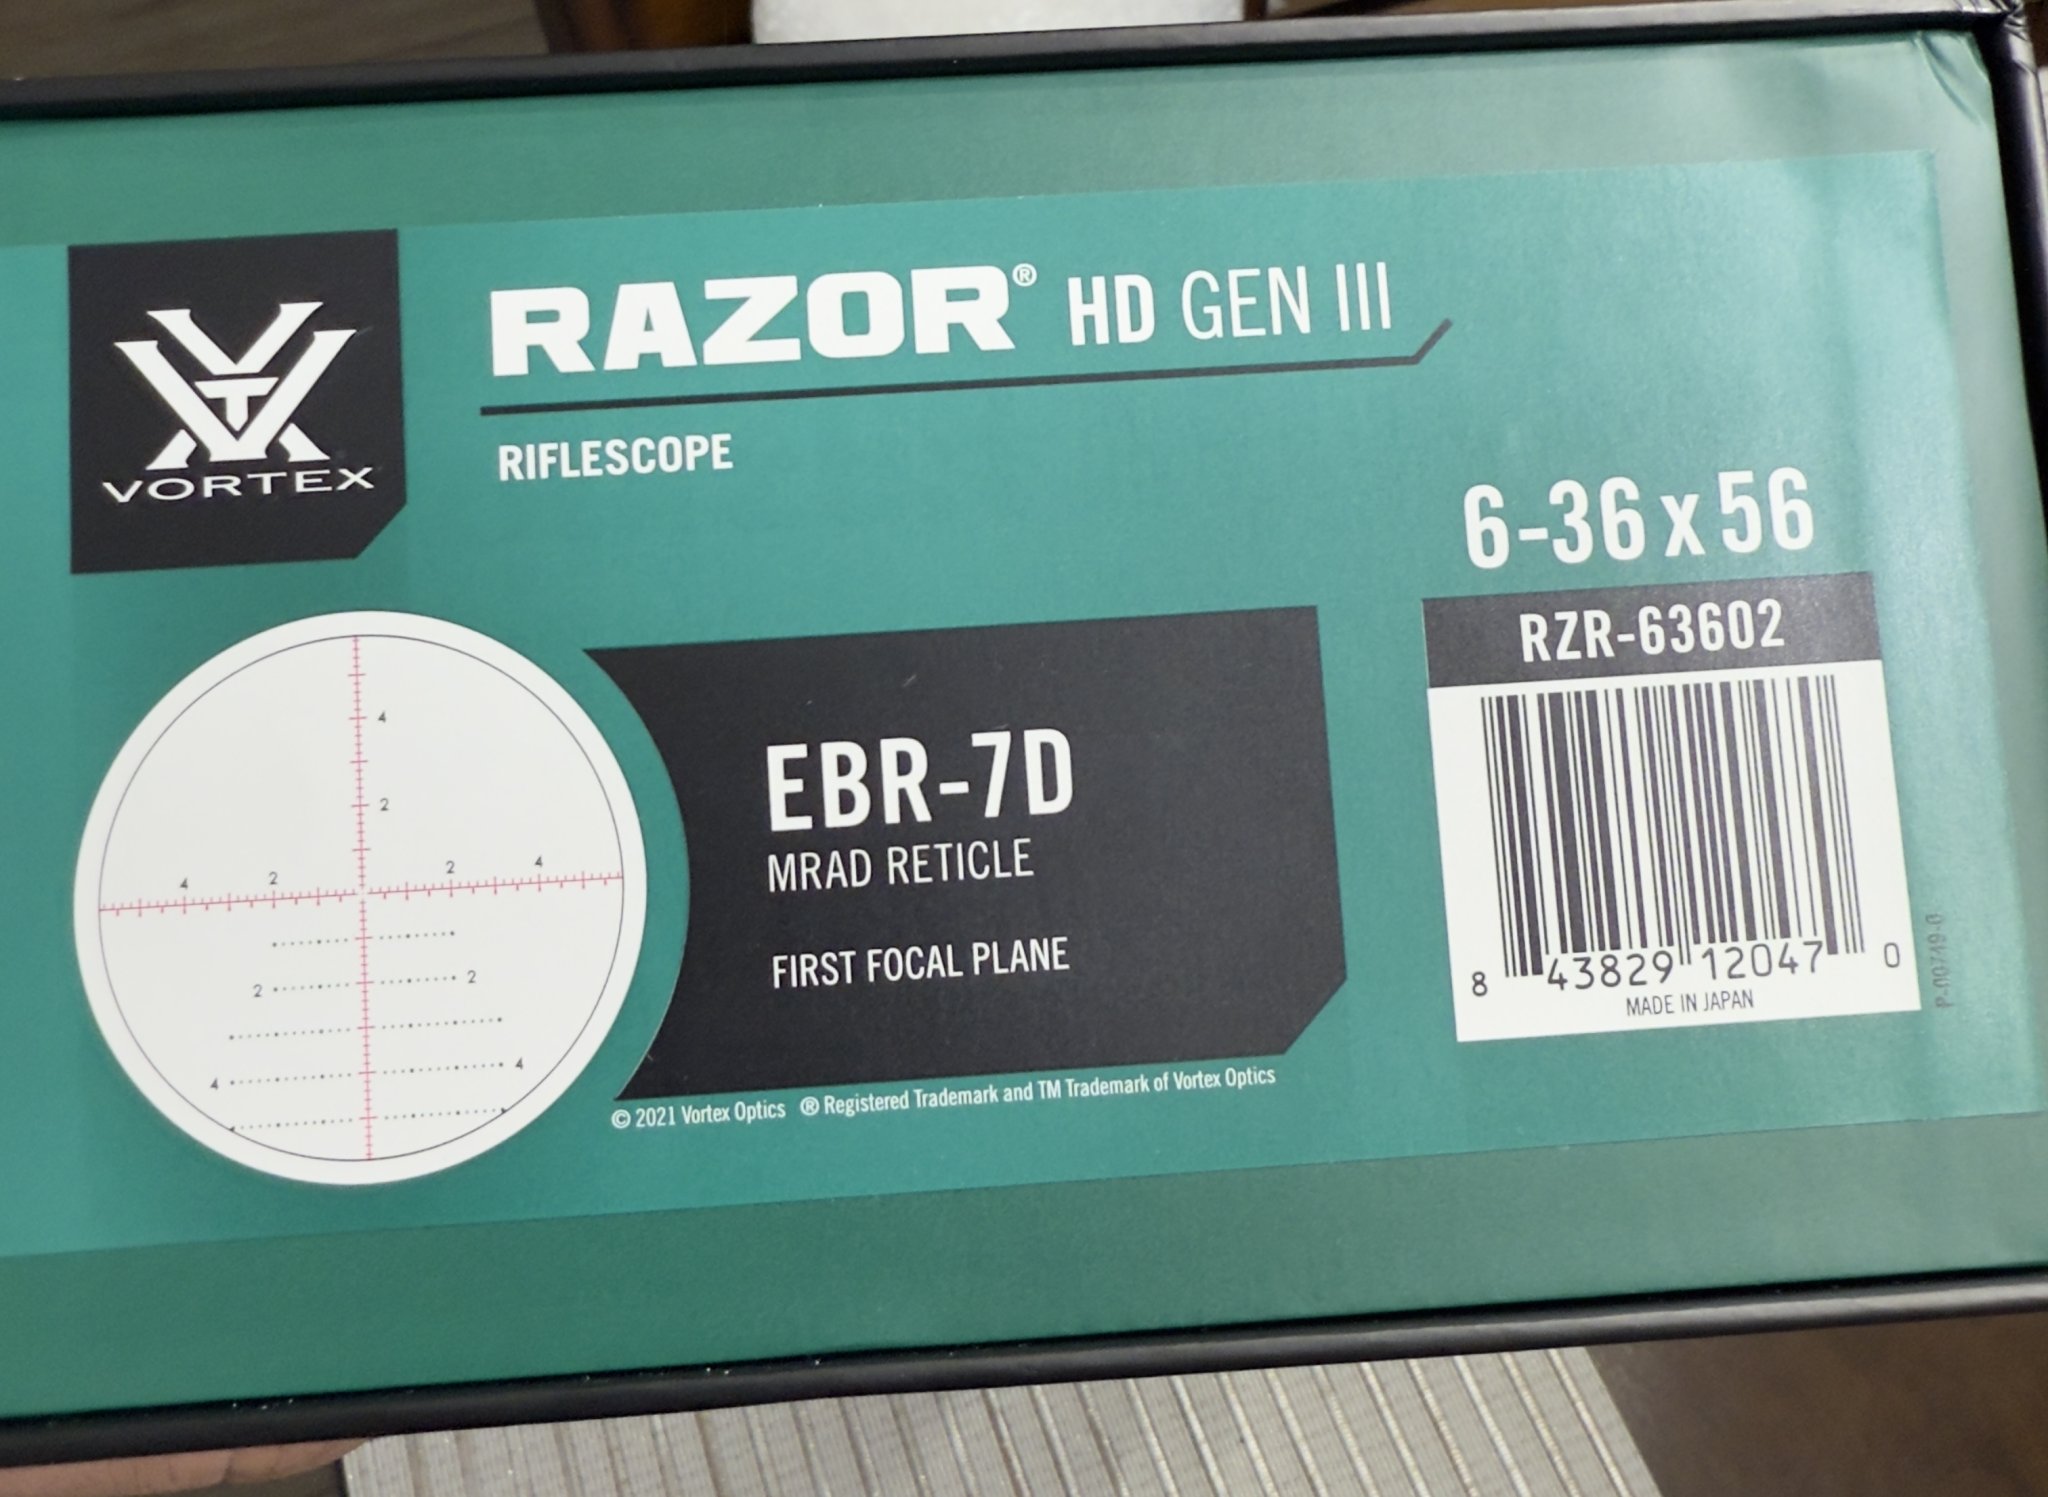 RAZOR® HD GEN III
VORTEX
RIFLESCOPE
6-36 x 56
RZR-63602
4
2
4 2 2 4
2 2
4 4
EBR-7D
MRAD RETICLE
FIRST FOCAL PLANE
8 43829 12047 0
MADE IN JAPAN
P-00749-0
© 2021 Vortex Optics ® Registered Trademark and TM Trademark of Vortex Optics